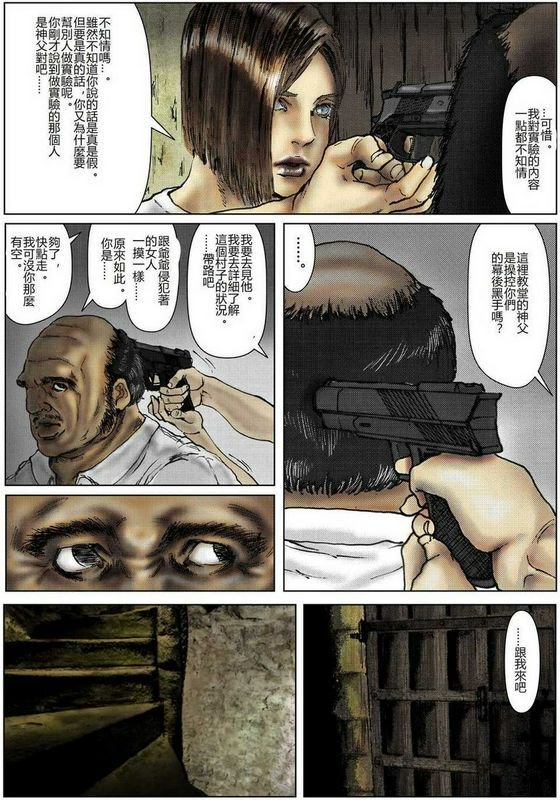 …可惜。
我對實驗的內容
一點都不知情
不知情嗎…。
雖然不知道你說的話是真是假。
但要是真的話,你又為什麼要
幫別人做實驗呢。
你剛才說到做實驗的那個人
是神父對吧……
這裡教堂的神父
是操控你們
的幕後黑手嗎?
……。
我要去見他。
我要去詳細了解
這個村子的狀況。
……帶路吧
跟爺爺侵犯著
的女人
一摸一樣……
原來如此。
你是……
夠了,
快點走。
我可沒你那麼
有空。
……跟我來吧